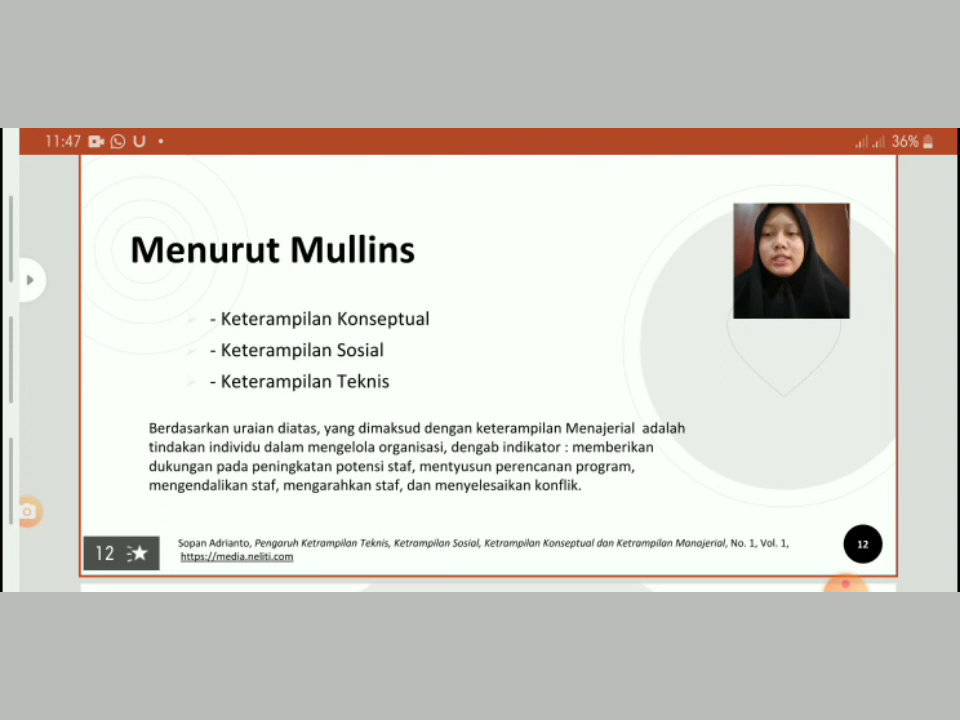 11:47
36%
Menurut Mullins
- Keterampilan Konseptual
- Keterampilan Sosial
- Keterampilan Teknis
Berdasarkan uraian diatas, yang dimaksud dengan keterampilan Menajerial adalah
tindakan individu dalam mengelola organisasi, dengab indikator : memberikan
dukungan pada peningkatan potensi staf, mentyusun perencanan program,
mengendalikan staf, mengarahkan staf, dan menyelesaikan konflik.
Sopan Adrianto, Pengaruh Ketrampilan Teknis, Ketrampilan Sosial, Ketrampilan Konseptual dan Ketrampilan Manajerial, No. 1, Vol. 1,
https://media.neliti.com
12
12